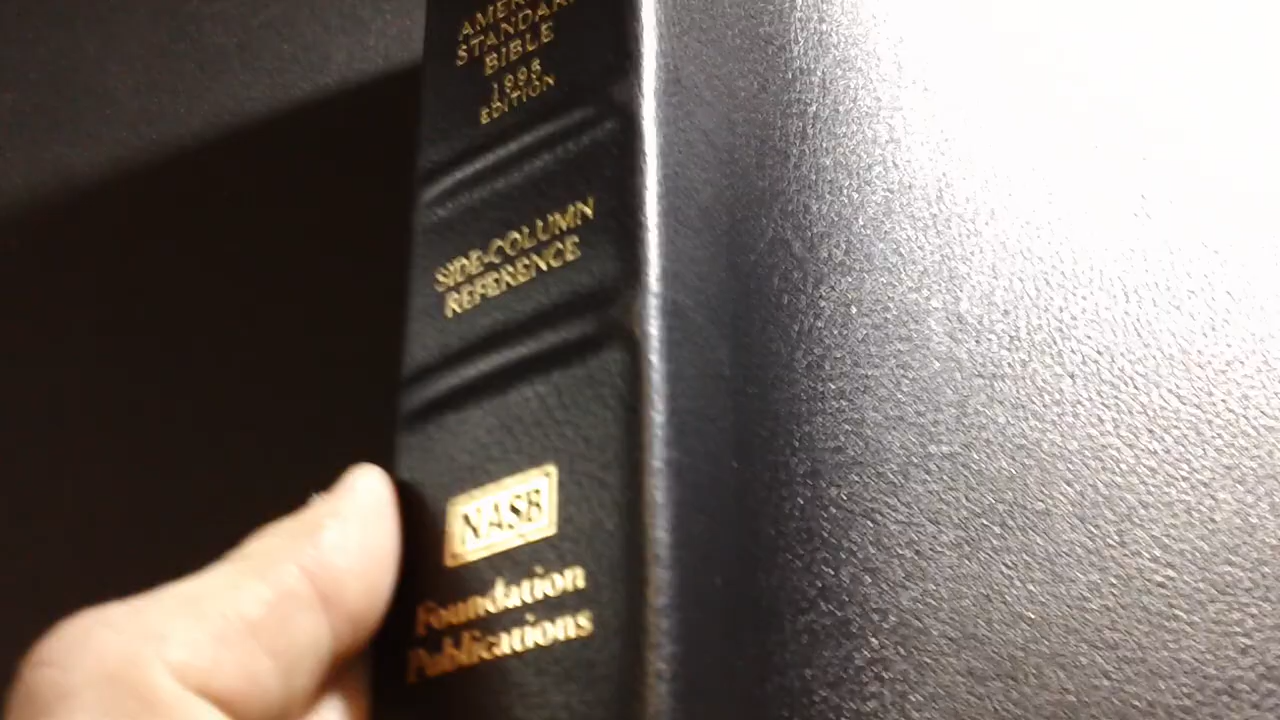 STANDARD
BIBLE
1995
EDITION
SIDE-COLUMN
REFERENCE
NASB
Foundation
Publications